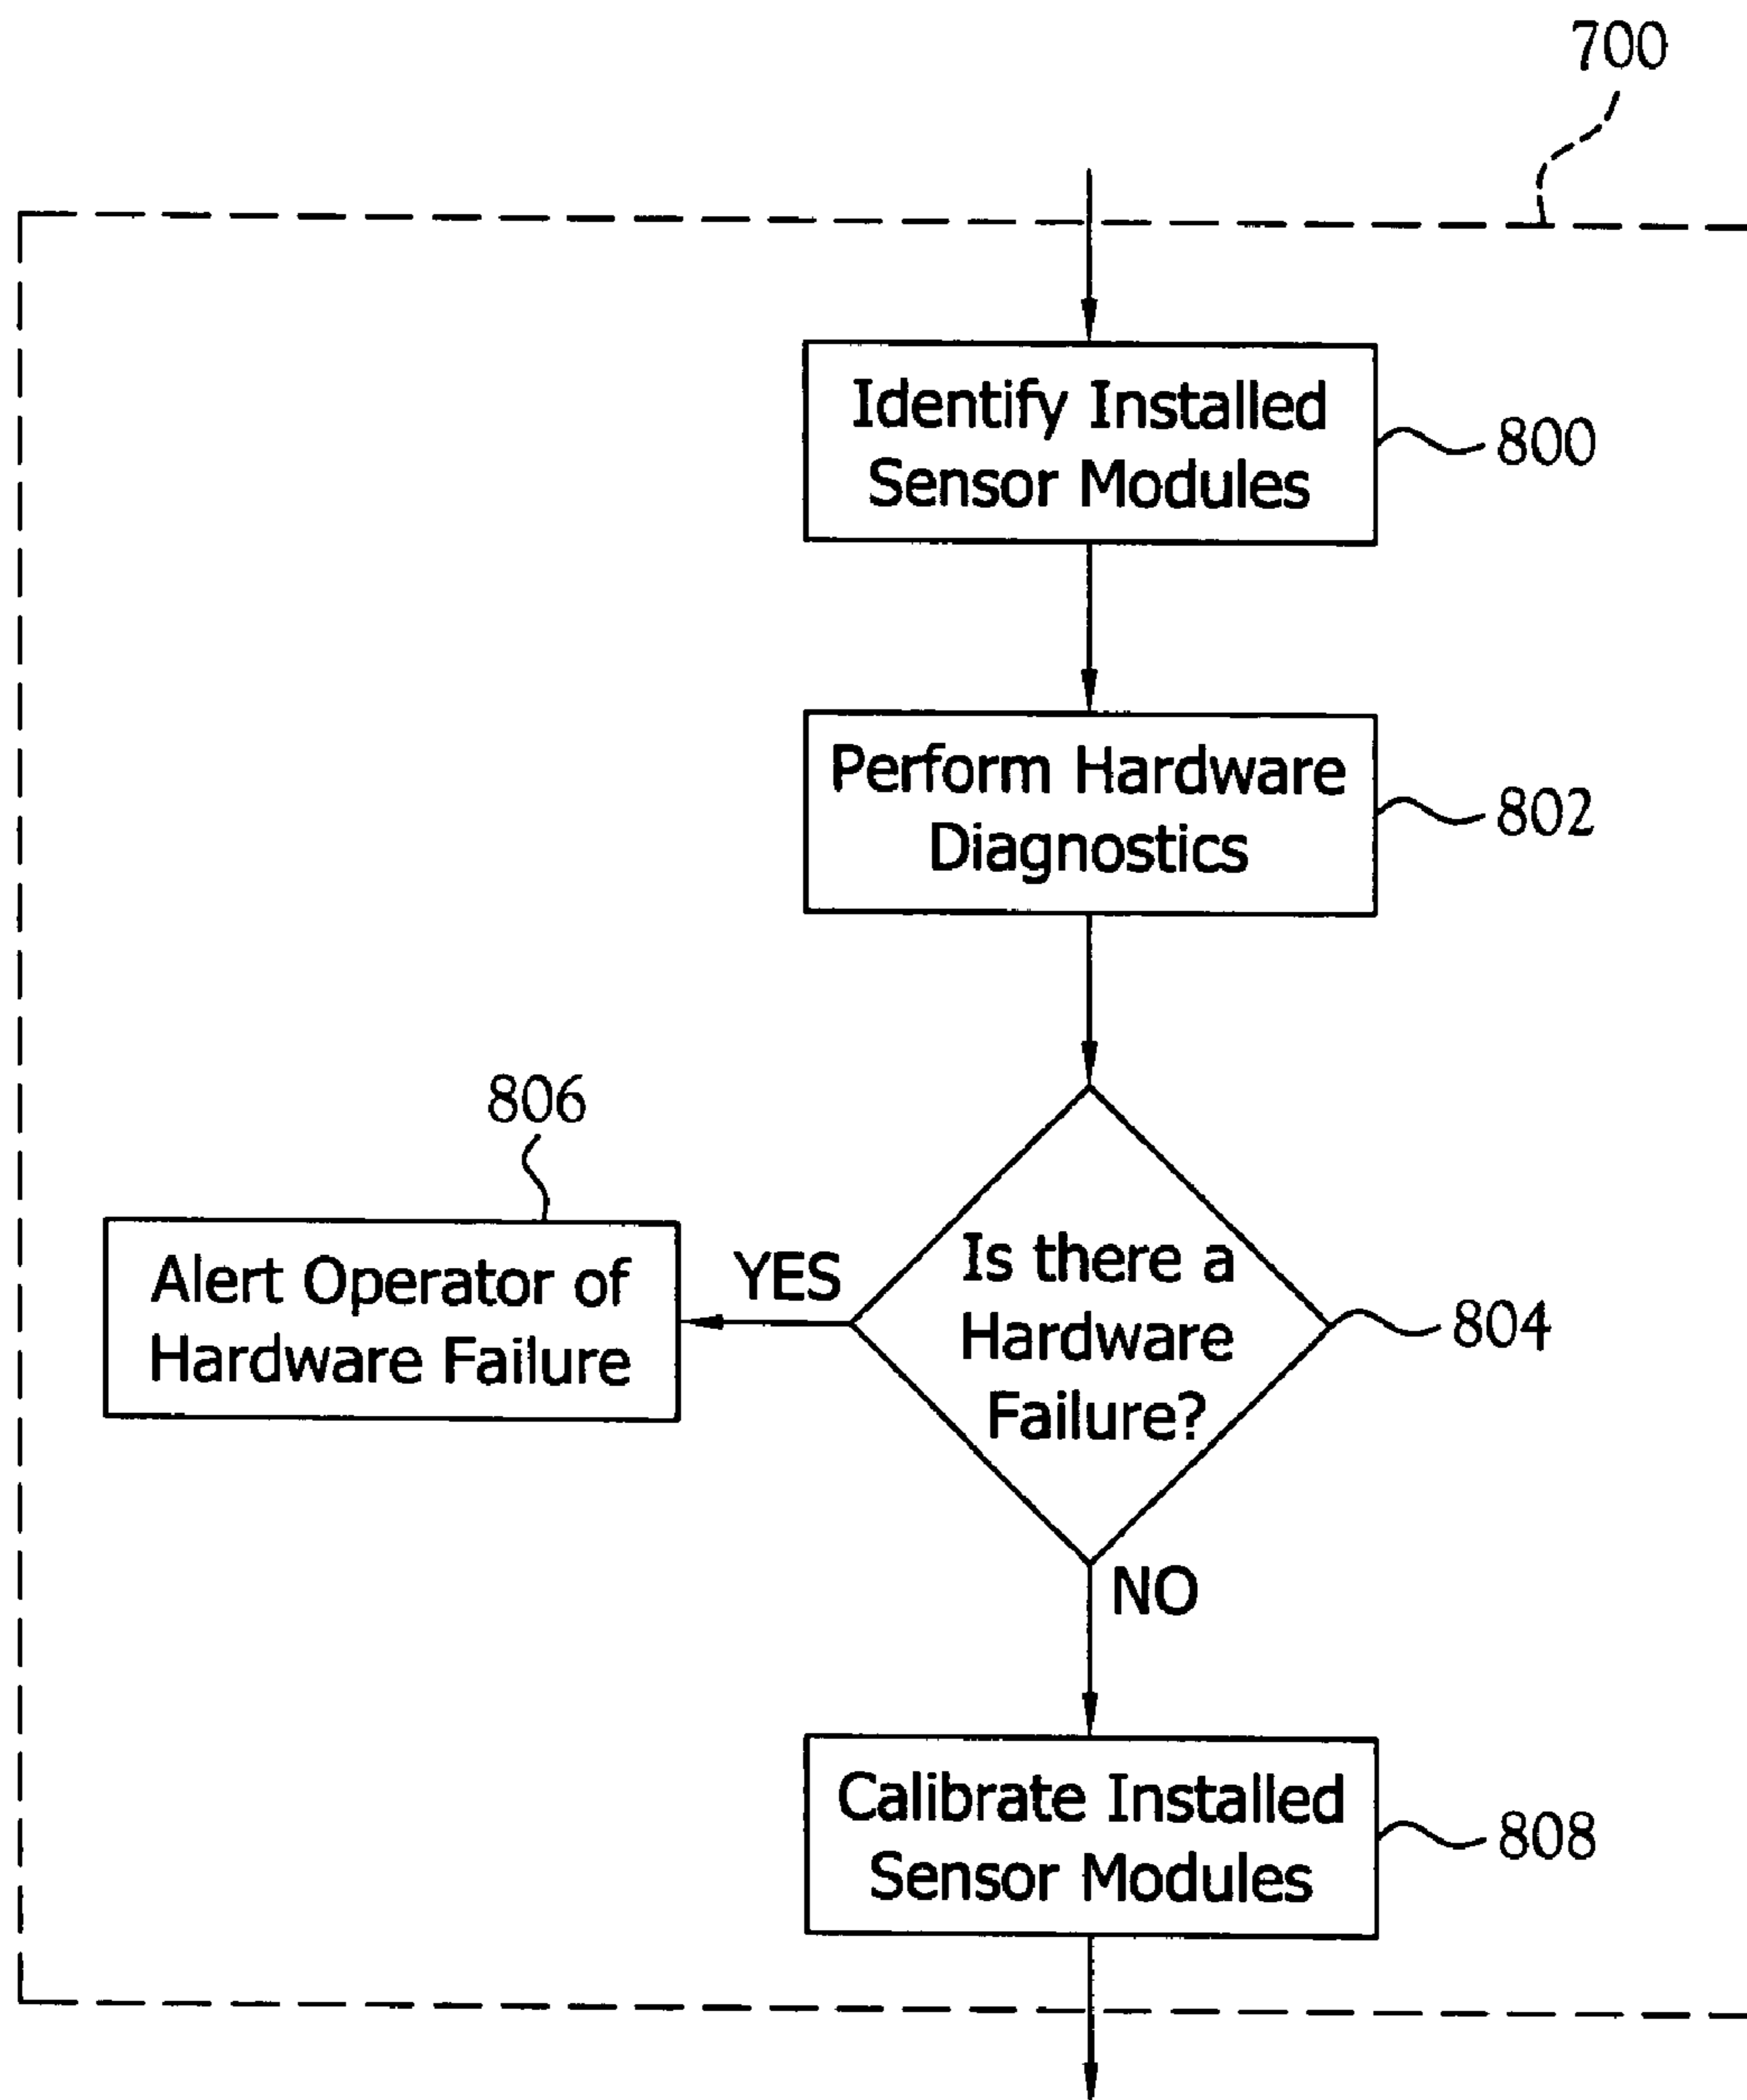 700
Identify Installed
Sensor Modules
800
Perform Hardware
Diagnostics
802
806
Alert Operator of
Hardware Failure
YES
Is there a
Hardware
Failure?
804
NO
Calibrate Installed
Sensor Modules
808